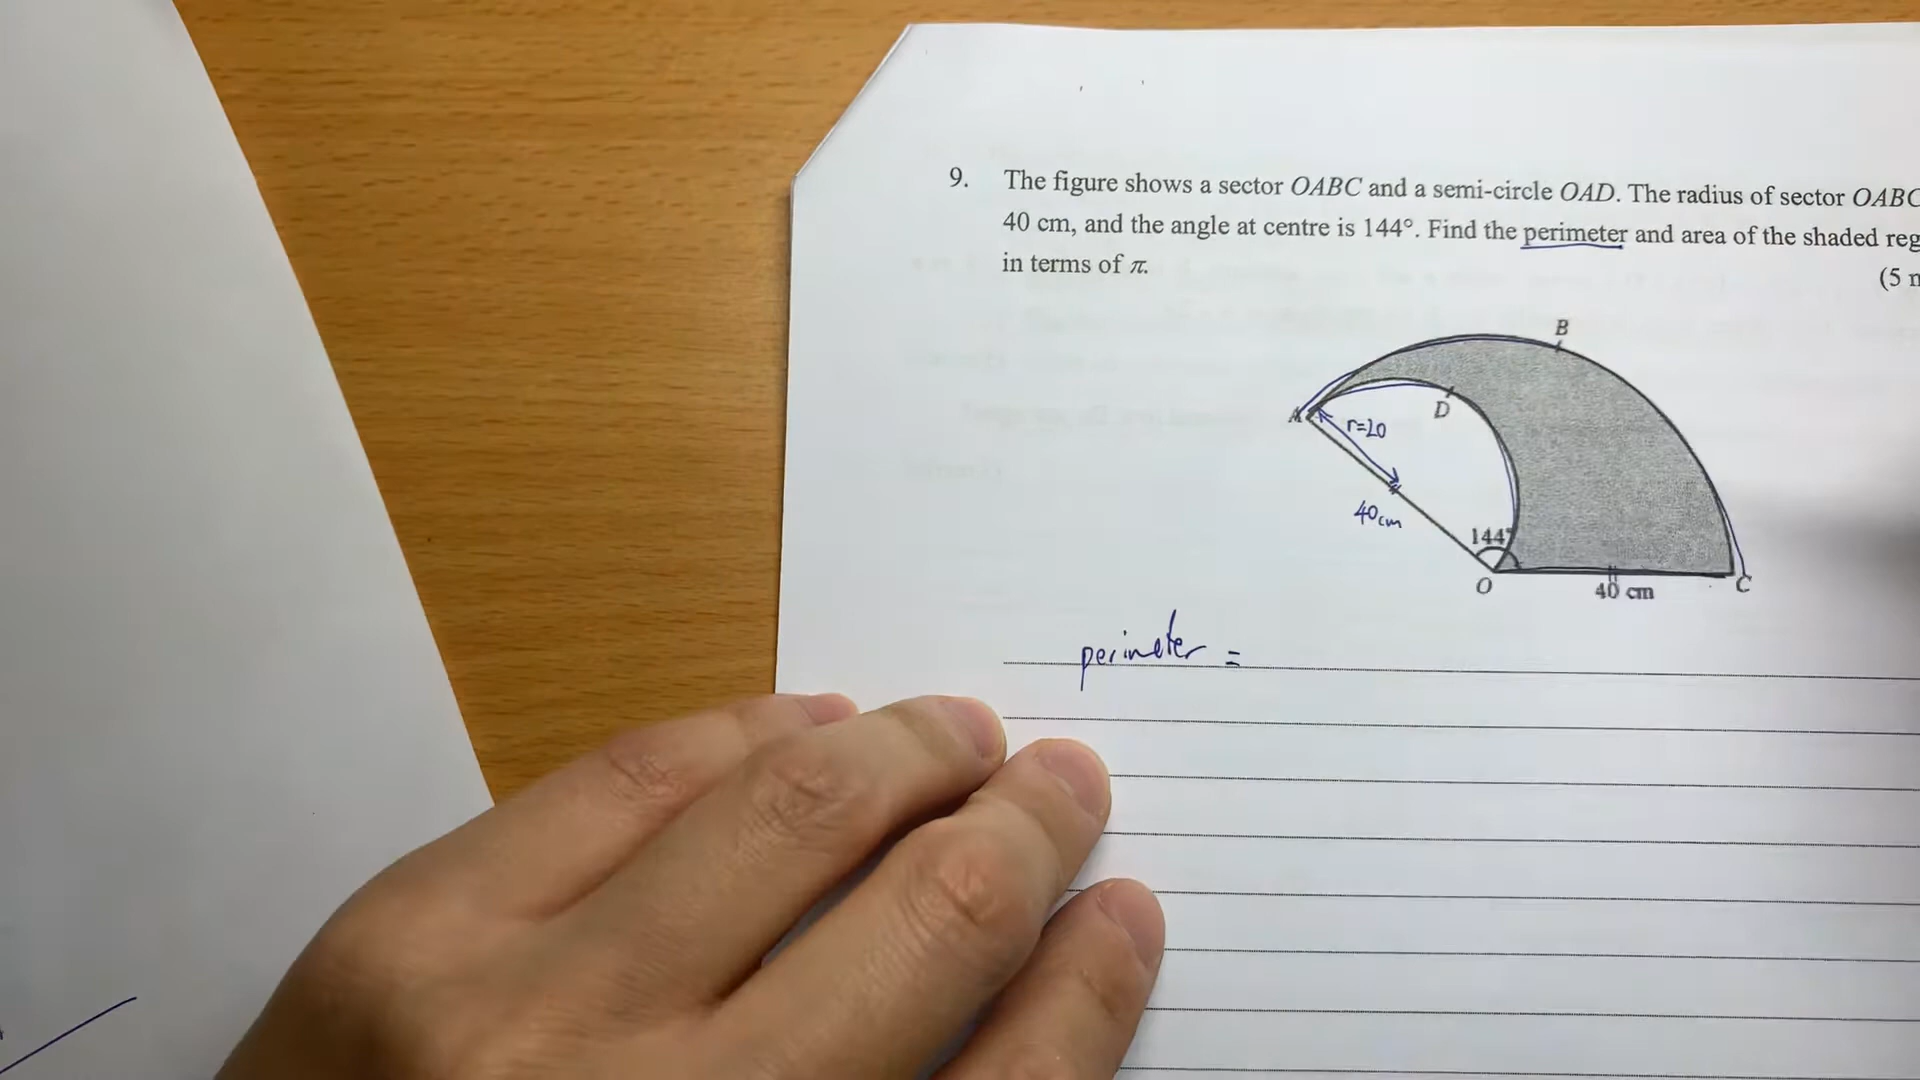 9. The figure shows a sector OABC and a semi-circle OAD. The radius of sector OABC
40 cm, and the angle at centre is 144°. Find the perimeter and area of the shaded
in terms of π.
(5
B
A
D
r=20
40cm
144°
O
40 cm
C
perimeter =